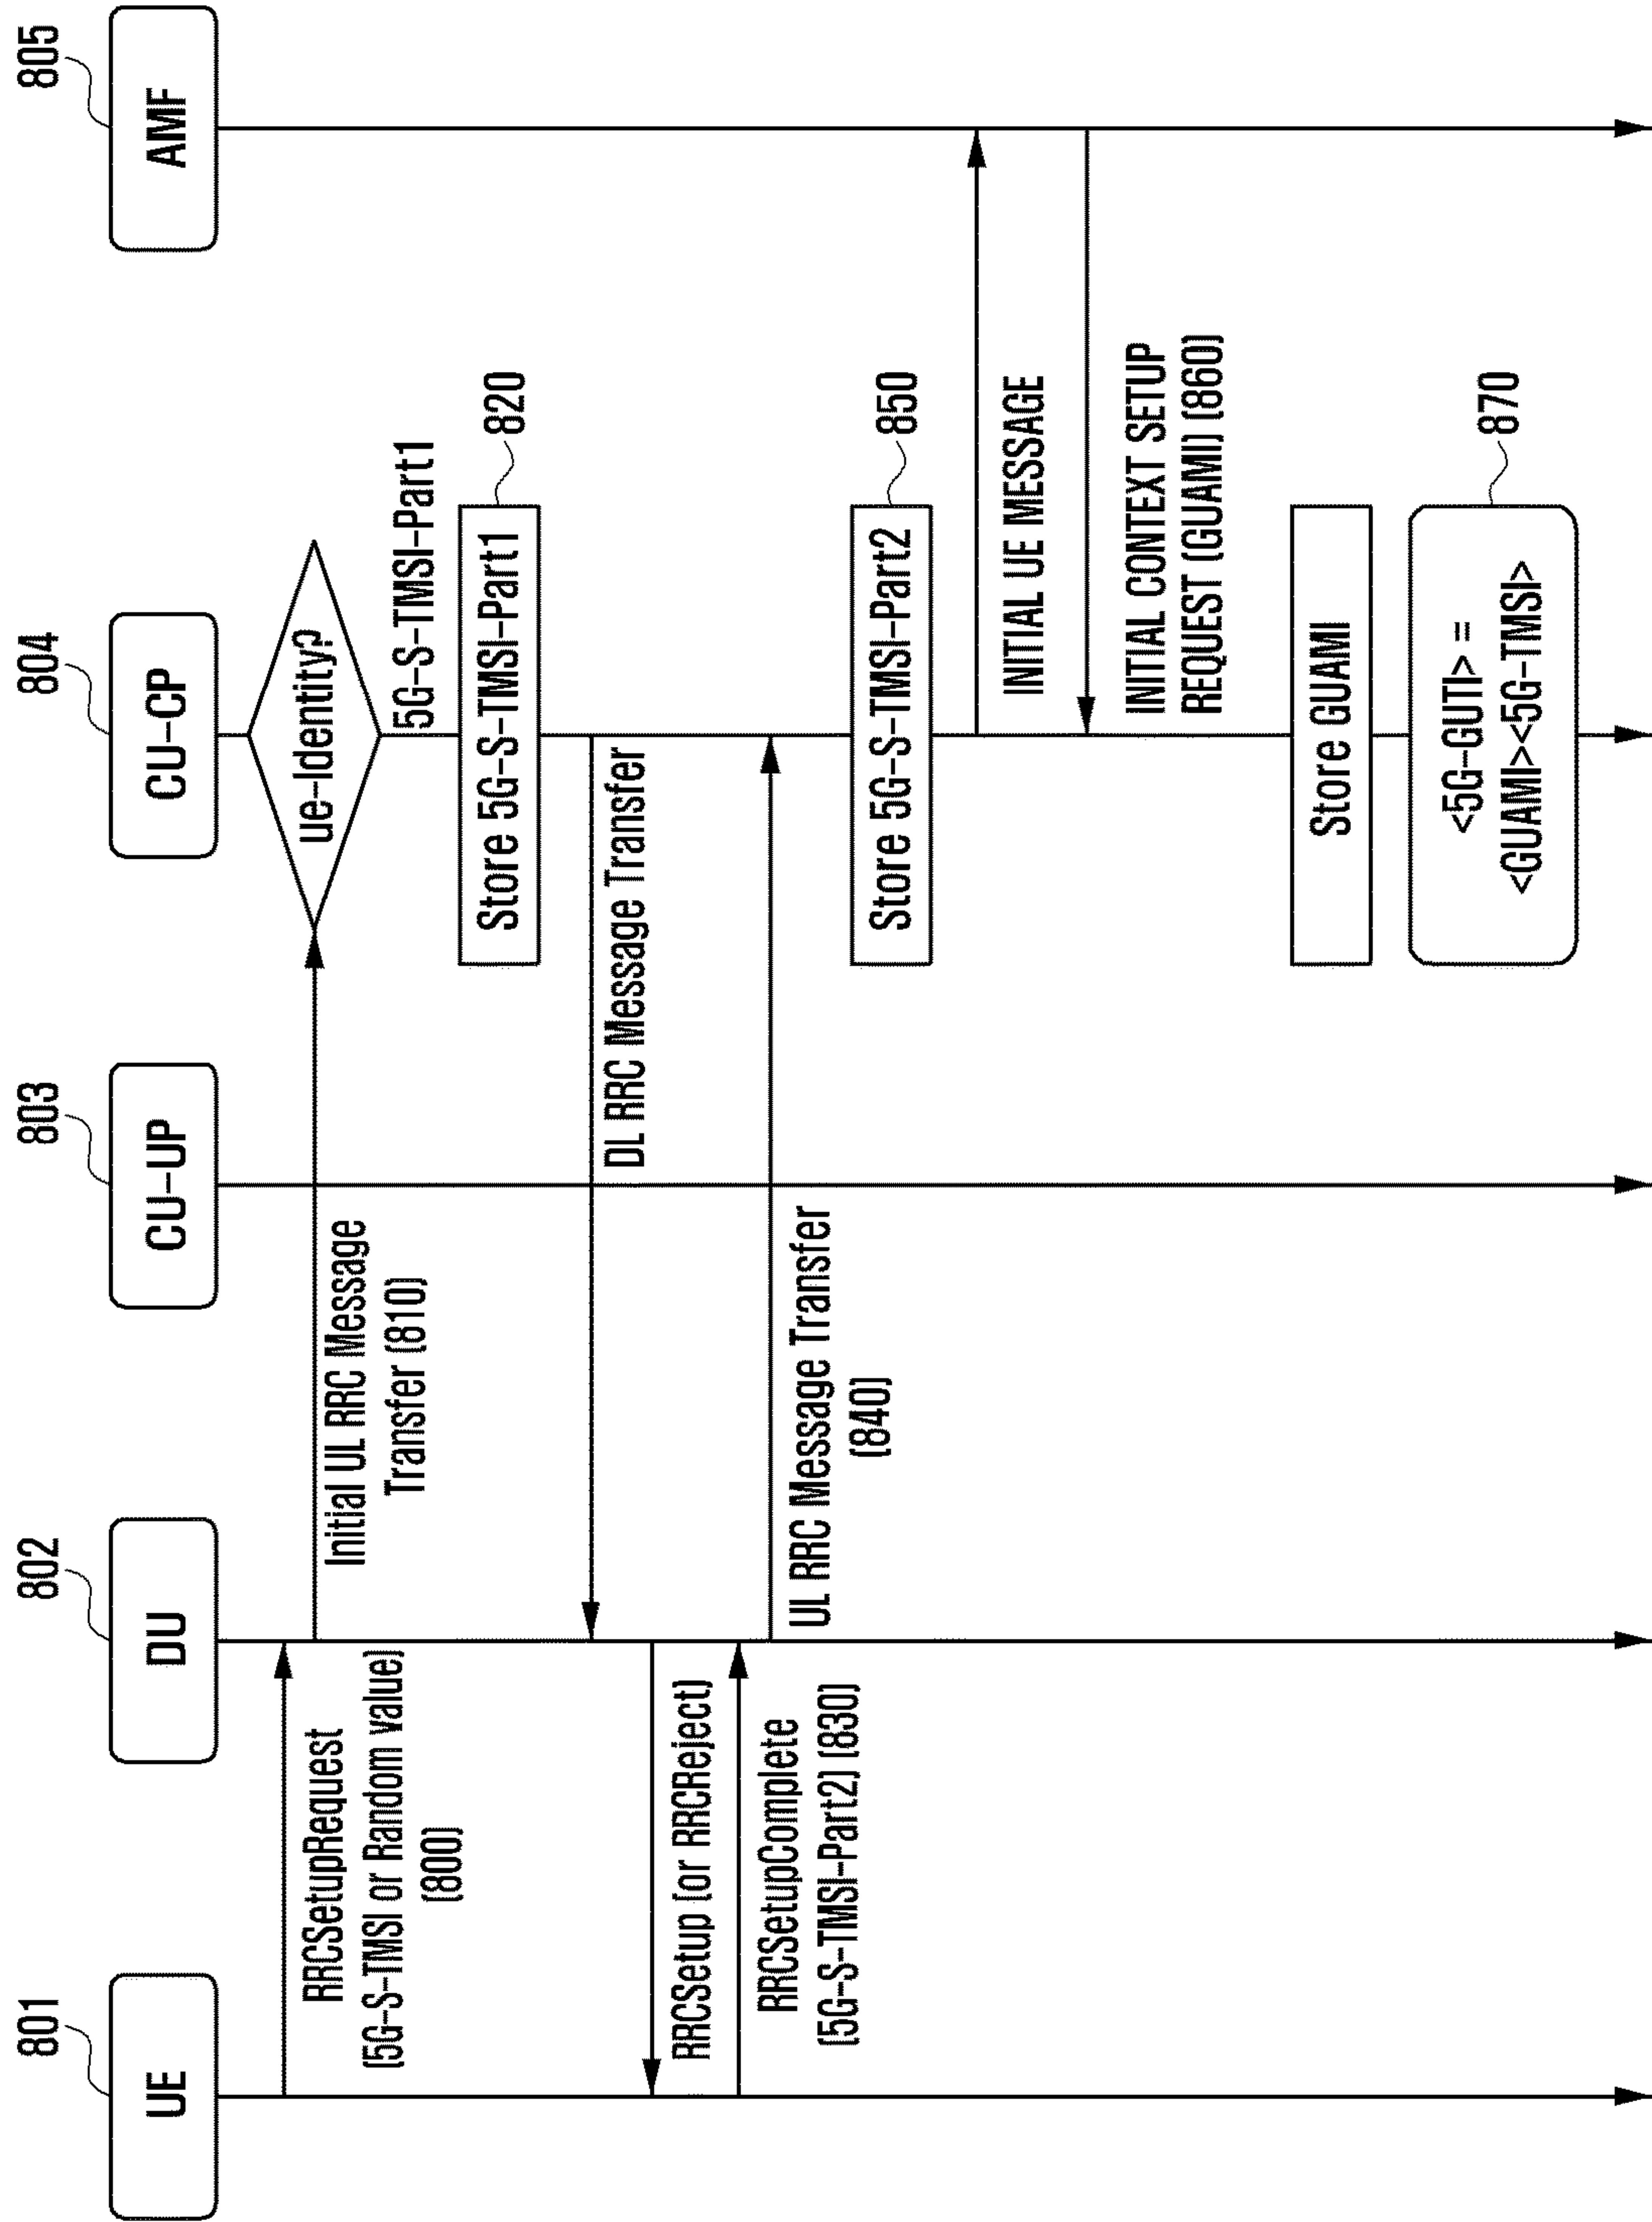 801
802
803
804
805
UE
DU
CU-UP
CU-CP
AMF
RRCSetupRequest
(5G-S-TMSI or Random value)
(800)
Initial UL RRC Message
Transfer (810)
ue-Identity?
5G-S-TMSI-Part1
Store 5G-S-TMSI-Part1
820
DL RRC Message Transfer
RRCSetup (or RRCReject)
RRCSetupComplete
(5G-S-TMSI-Part2) (830)
UL RRC Message Transfer
(840)
Store 5G-S-TMSI-Part2
850
INITIAL UE MESSAGE
INITIAL CONTEXT SETUP
REQUEST (GUAMI) (860)
Store GUAMI
<5G-GUTI> =
<GUAMI><5G-TMSI>
870